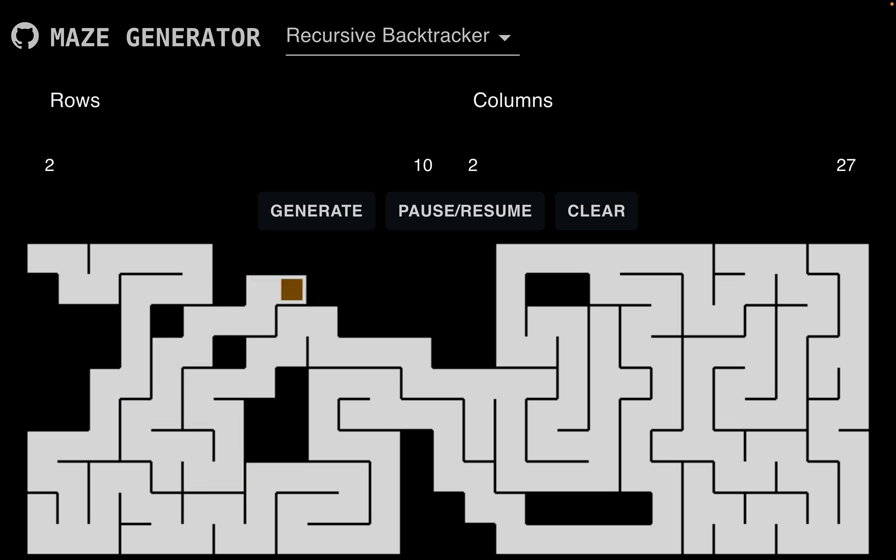 MAZE GENERATOR Recursive Backtracker
Rows Columns
2 10 2 27
GENERATE PAUSE/RESUME CLEAR